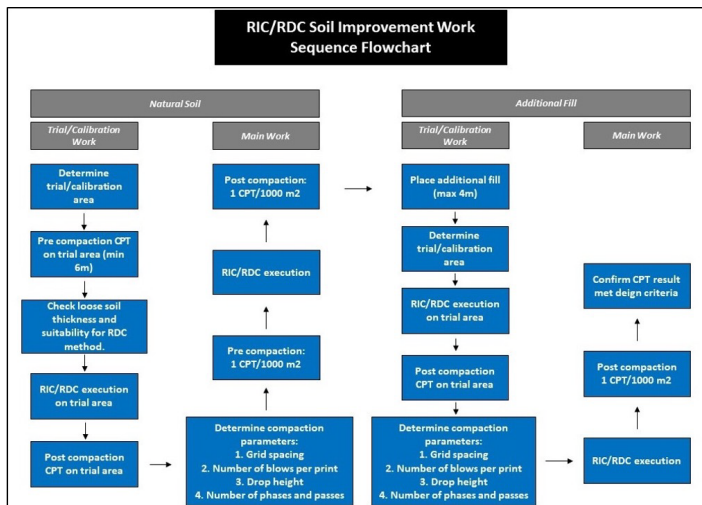 RIC/RDC Soil Improvement Work
Sequence Flowchart
Natural Soil
Additional Fill
Trial/Calibration
Work
Main Work
Trial/Calibration
Work
Main Work
Determine
trial/calibration
area
Pre compaction CPT
on trial area (min
6m)
Check loose soil
thickness and
suitability for RDC
method.
RIC/RDC execution
on trial area
Post compaction
CPT on trial area
Post compaction:
1 CPT/1000 m2
RIC/RDC execution
Pre compaction:
1 CPT/1000 m2
Determine compaction
parameters:
1. Grid spacing
2. Number of blows per print
3. Drop height
4. Number of phases and passes
Place additional fill
(max 4m)
Determine
trial/calibration
area
RIC/RDC execution
on trial area
Post compaction
CPT on trial area
Determine compaction
parameters:
1. Grid spacing
2. Number of blows per print
3. Drop height
4. Number of phases and passes
Confirm CPT result
met deign criteria
Post compaction
1 CPT/1000 m2
RIC/RDC execution